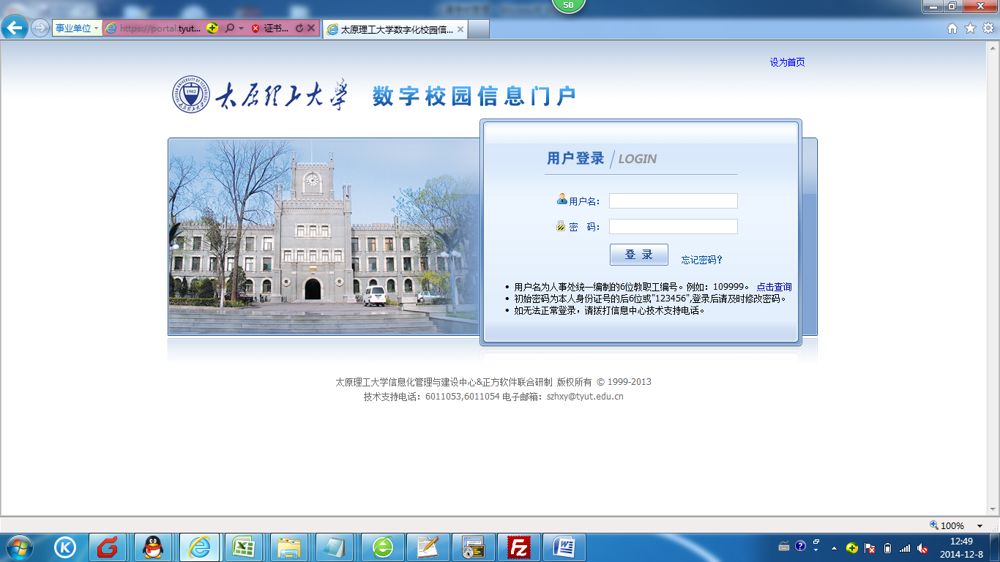 50
事业单位
https://portal.tyut...
证书...
太原理工大学数字化校园信...
设为首页
1902
太原理工大学
数字校园信息门户
用户登录 / LOGIN
用户名：
密 码：
登 录
忘记密码?
• 用户名为人事处统一编制的6位教职工编号。例如：109999。 点击查询
• 初始密码为本人身份证号的后6位或"123456",登录后请及时修改密码。
• 如无法正常登录，请拨打信息中心技术支持电话。
太原理工大学信息化管理与建设中心&正方软件联合研制 版权所有 © 1999-2013
技术支持电话：6011053,6011054 电子邮箱：szhxy@tyut.edu.cn
100%
12:49
2014-12-8